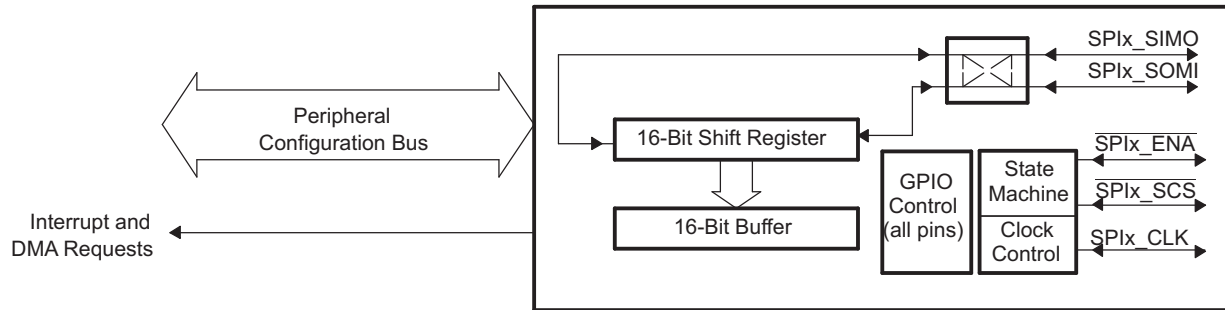 SPIx_SIMO
SPIx_SOMI
Peripheral
Configuration Bus
16-Bit Shift Register
SPIx_ENA
GPIO
Control
(all pins)
State
Machine
SPIx_SCS
Interrupt and
DMA Requests
16-Bit Buffer
Clock
Control
SPIx_CLK